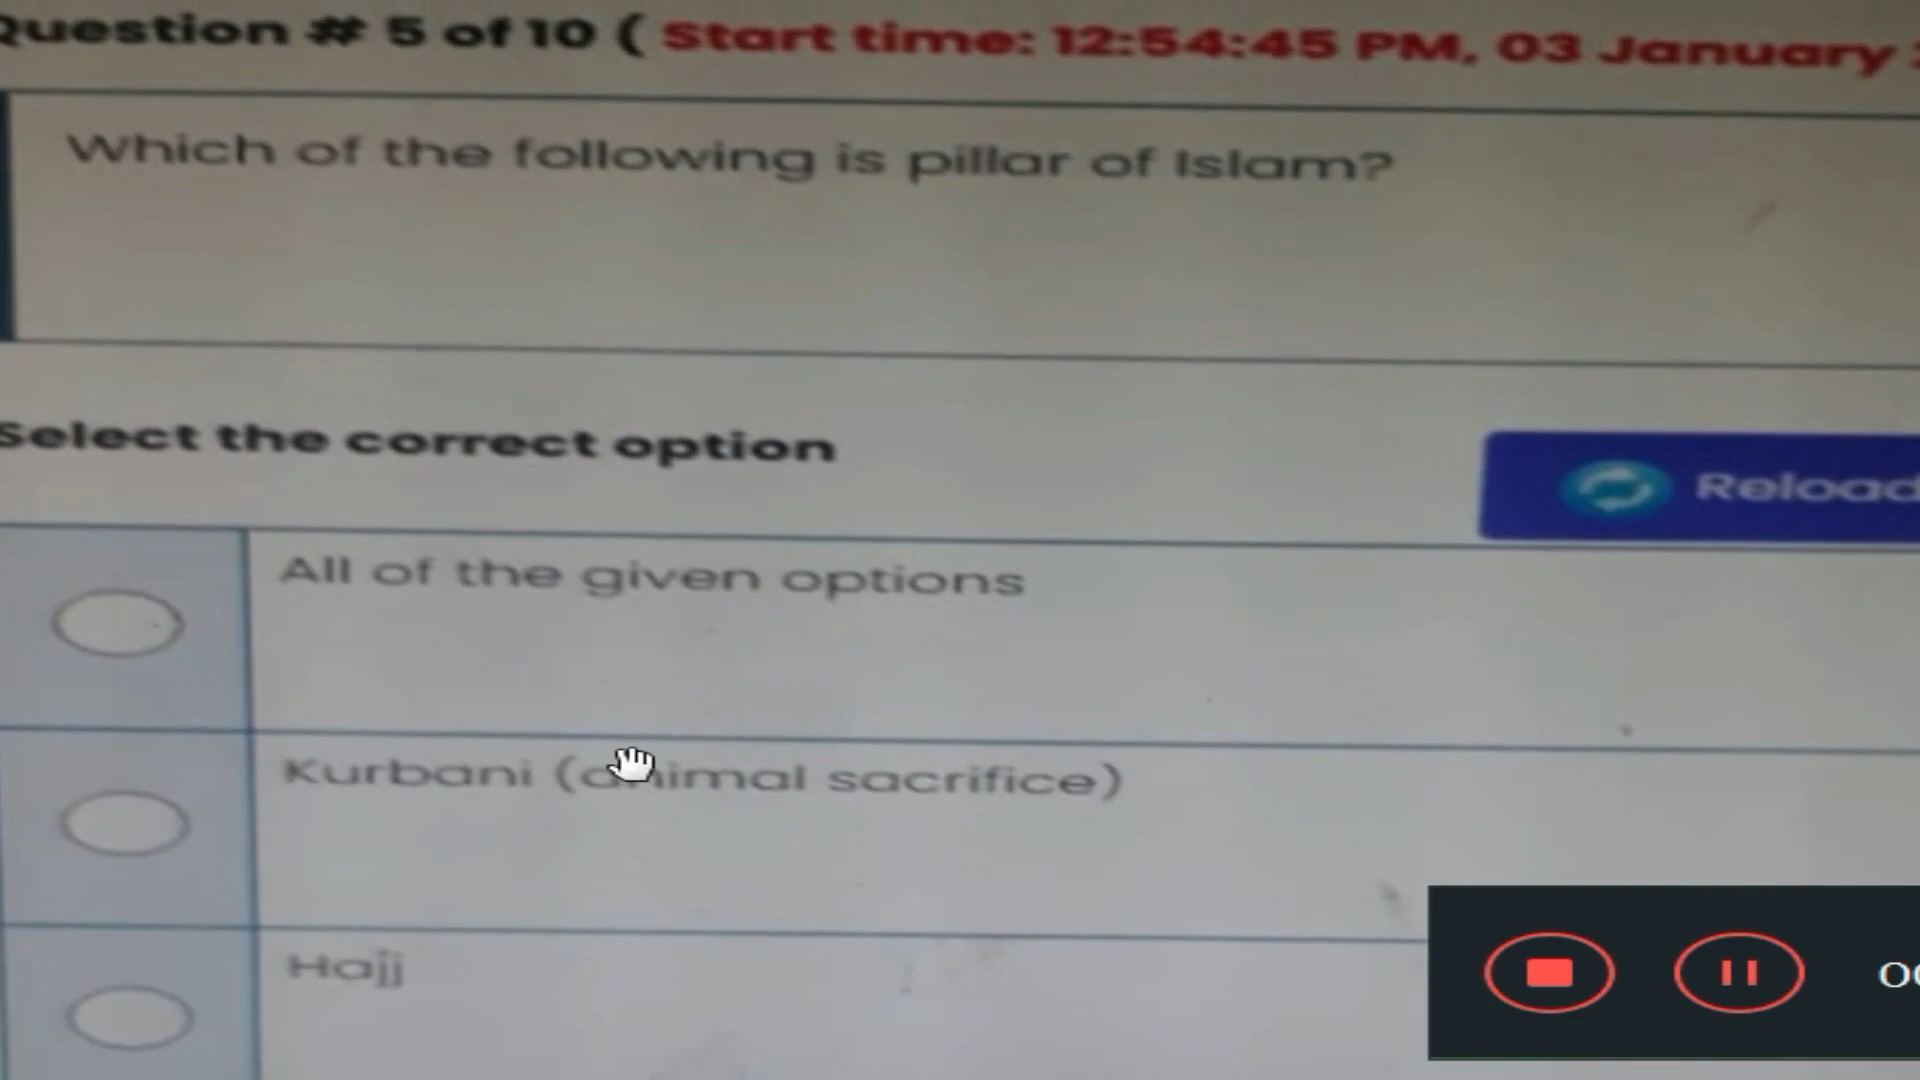 Question # 5 of 10 ( Start time: 12:54:45 PM, 03 January
Which of the following is pillar of Islam?
Select the correct option
Reload
All of the given options
Kurbani (animal sacrifice)
Hajj